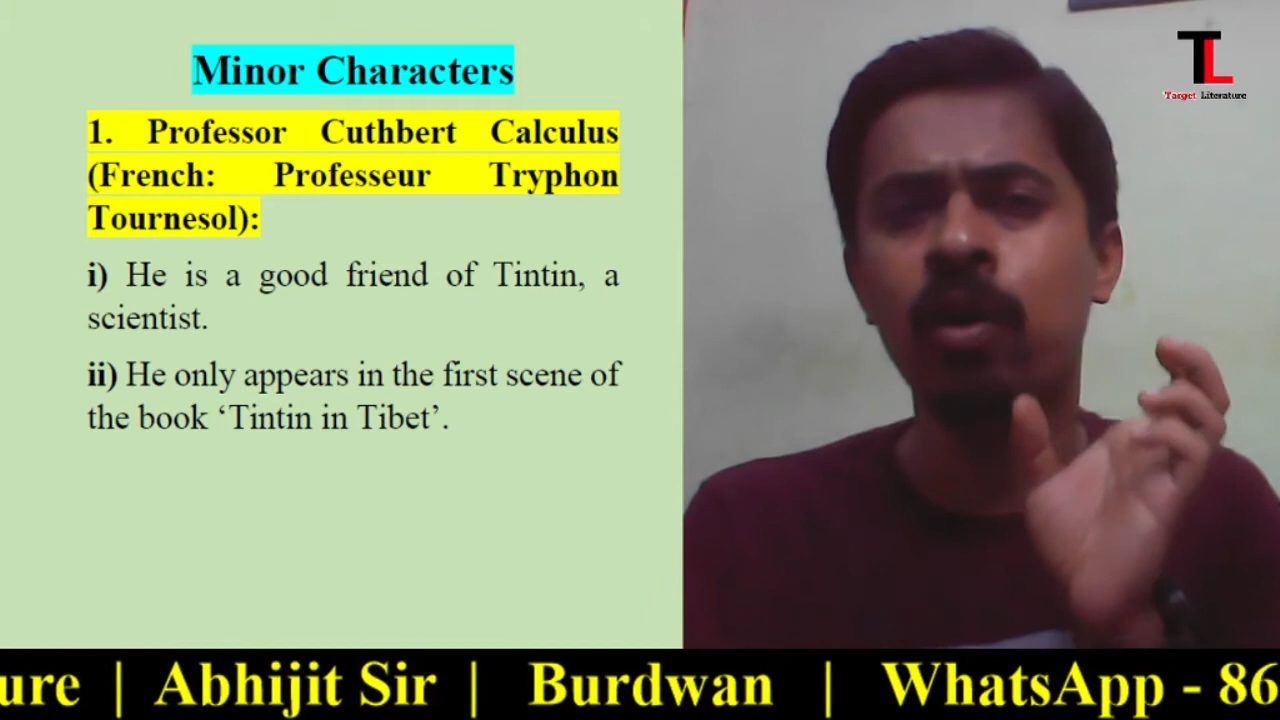 Minor Characters
1. Professor Cuthbert Calculus
(French: Professeur Tryphon
Tournesol):
i) He is a good friend of Tintin, a
scientist.
ii) He only appears in the first scene of
the book ‘Tintin in Tibet’.
TL
Target Literature
ure | Abhijit Sir | Burdwan | WhatsApp - 86